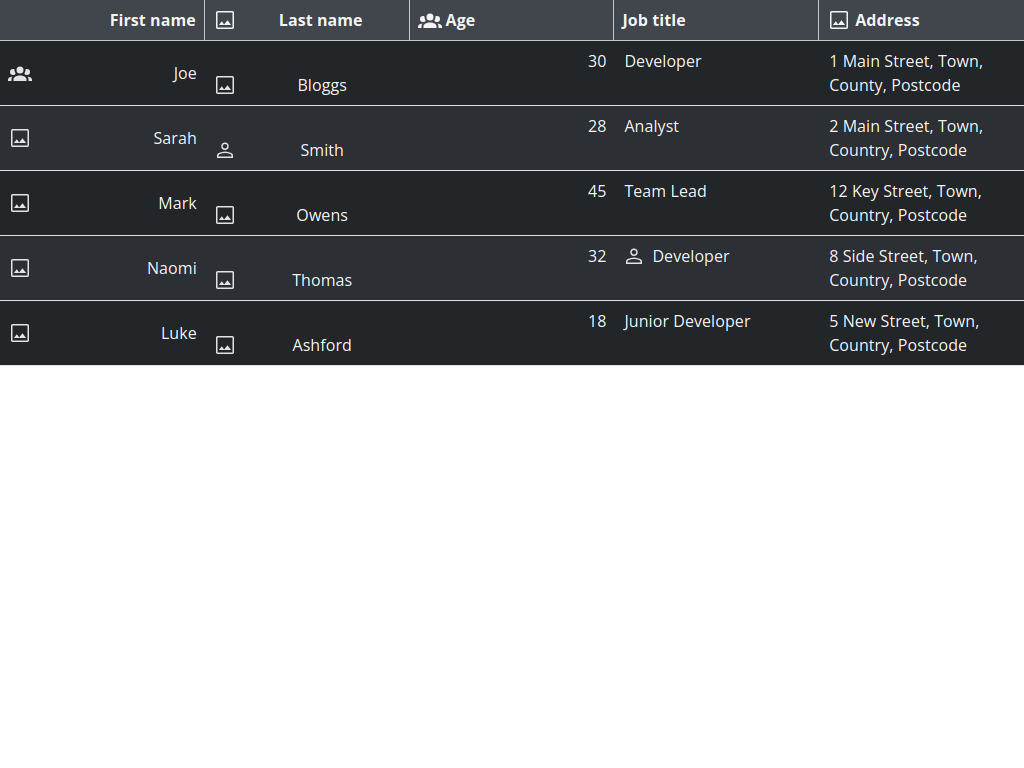 First name Last name Age Job title Address
Joe Bloggs 30 Developer 1 Main Street, Town,
County, Postcode
Sarah Smith 28 Analyst 2 Main Street, Town,
Country, Postcode
Mark Owens 45 Team Lead 12 Key Street, Town,
Country, Postcode
Naomi Thomas 32 Developer 8 Side Street, Town,
Country, Postcode
Luke Ashford 18 Junior Developer 5 New Street, Town,
Country, Postcode